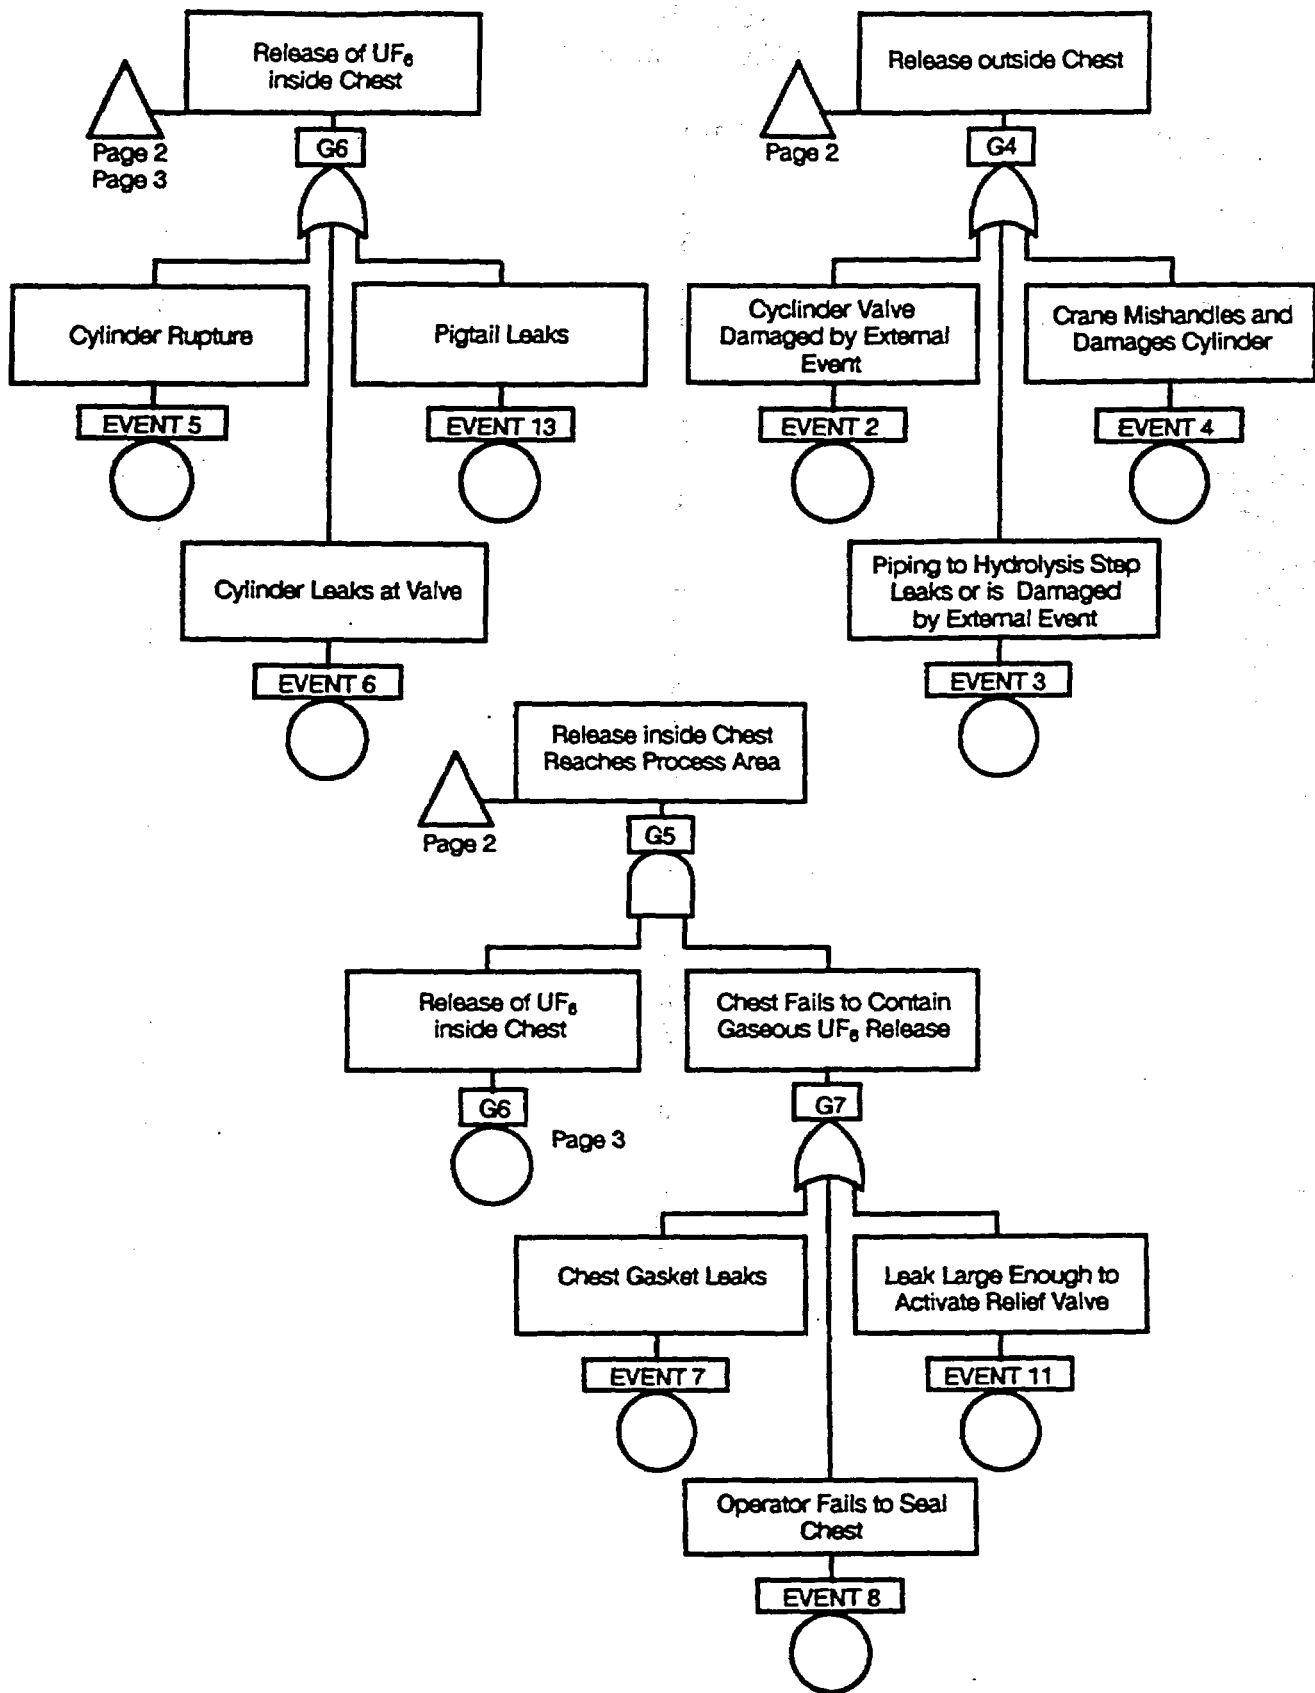 Release of UF₆
inside Chest
Page 2
Page 3
G6
Cylinder Rupture
EVENT 5
Pigtail Leaks
EVENT 13
Cylinder Leaks at Valve
EVENT 6
Release outside Chest
Page 2
G4
Cyclinder Valve
Damaged by External
Event
EVENT 2
Crane Mishandles and
Damages Cylinder
EVENT 4
Piping to Hydrolysis Step
Leaks or is Damaged
by External Event
EVENT 3
Release inside Chest
Reaches Process Area
Page 2
G5
Release of UF₆
inside Chest
G6
Page 3
Chest Fails to Contain
Gaseous UF₆ Release
G7
Chest Gasket Leaks
EVENT 7
Leak Large Enough to
Activate Relief Valve
EVENT 11
Operator Fails to Seal
Chest
EVENT 8